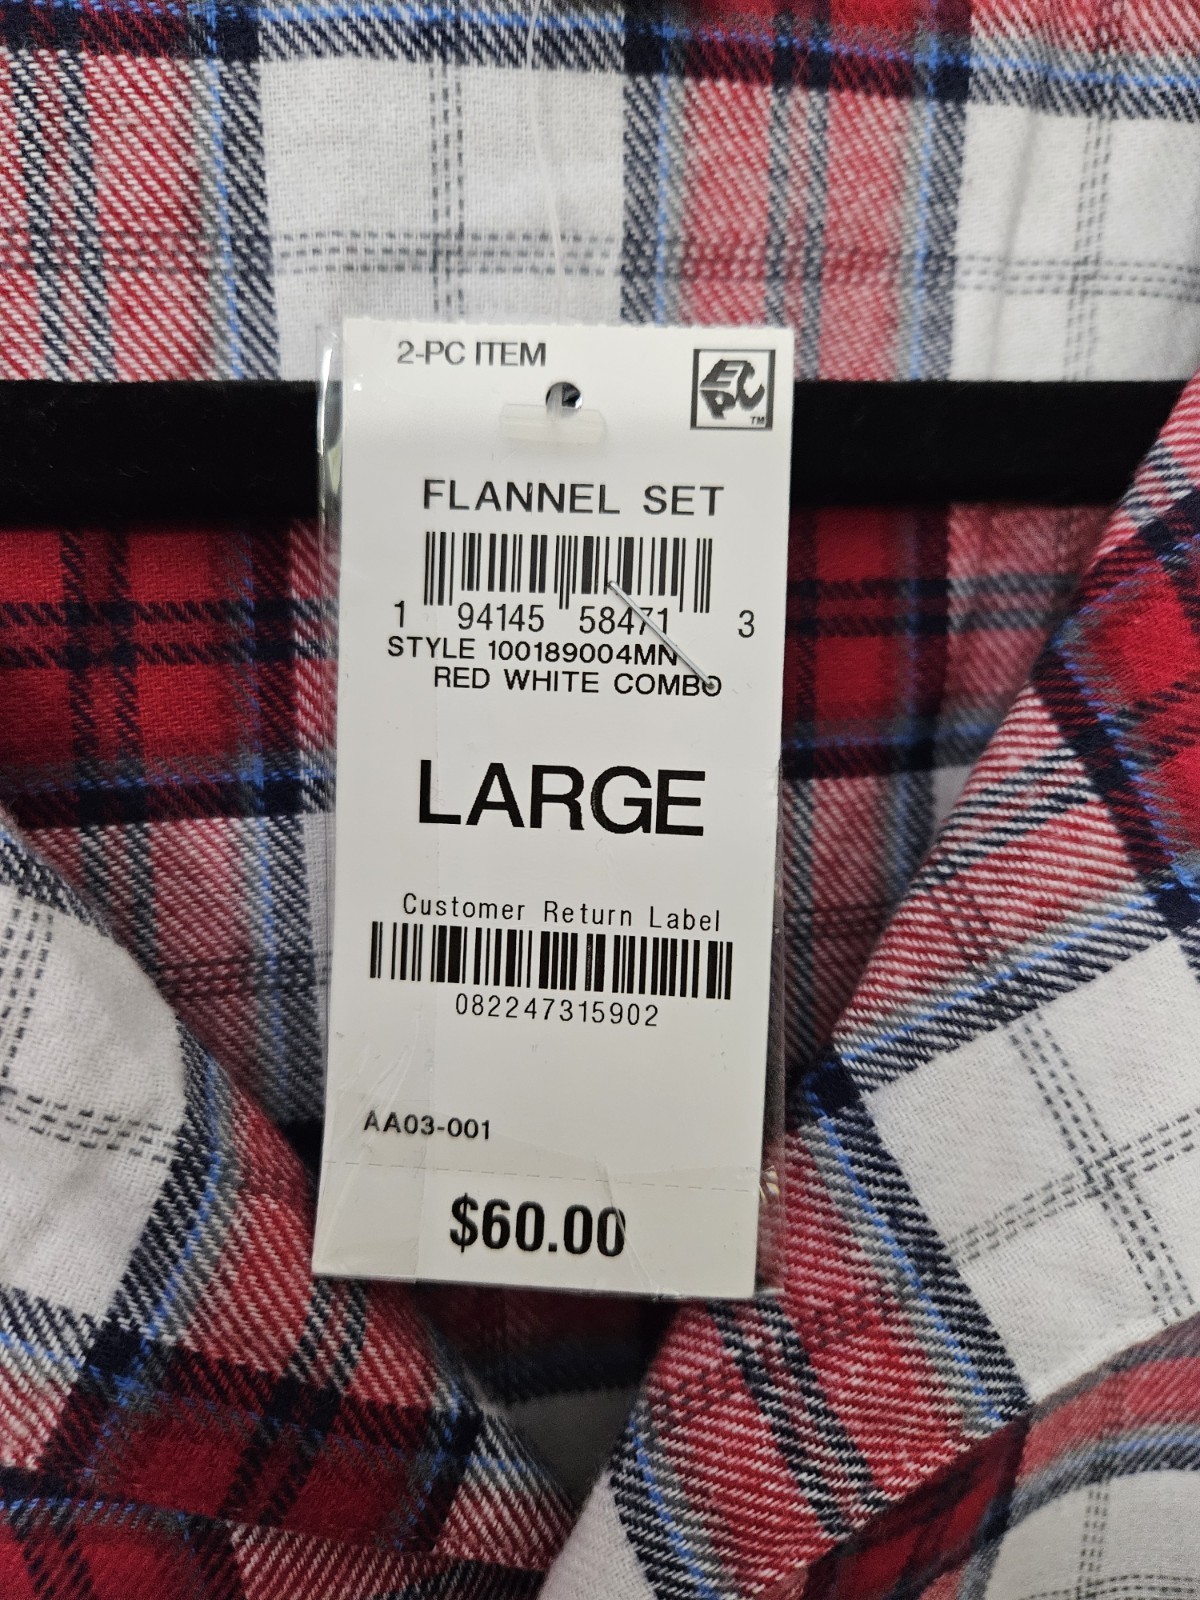 2-PC ITEM
EPC
TM
FLANNEL SET
1 94145 58471 3
STYLE 100189004MN
RED WHITE COMBO
LARGE
Customer Return Label
082247315902
AA03-001
$60.00